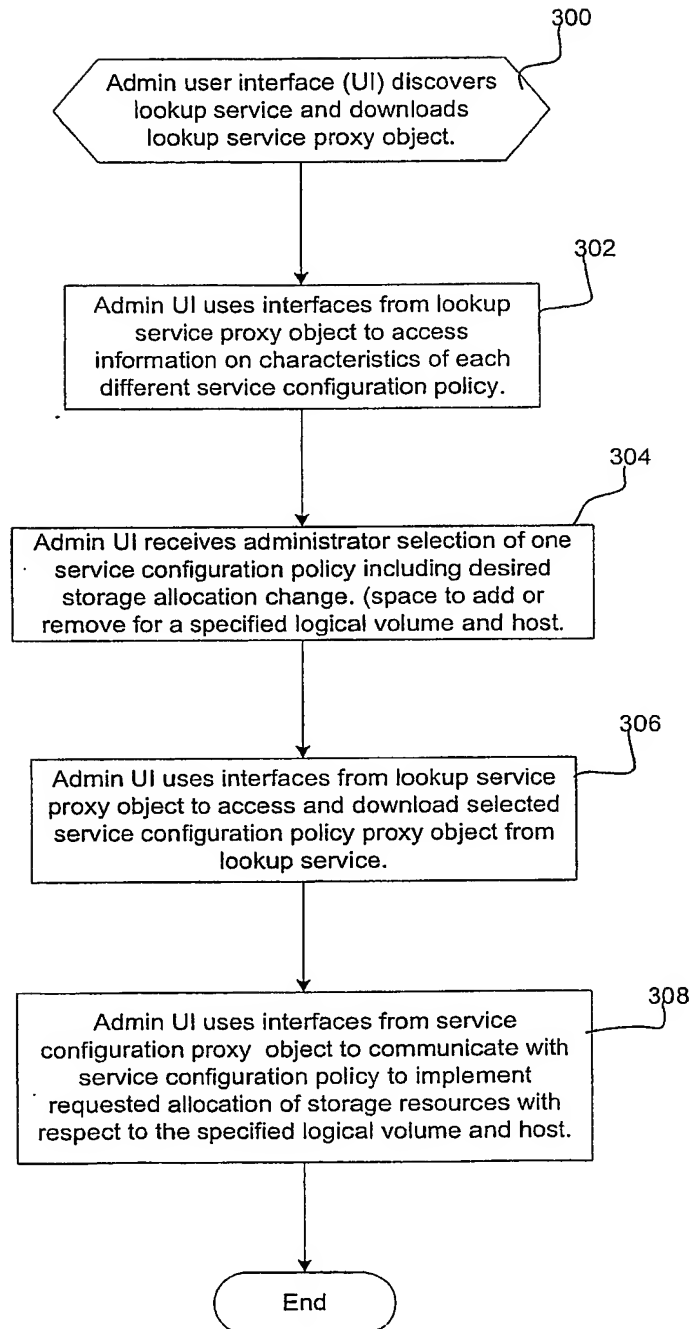 300
Admin user interface (UI) discovers
lookup service and downloads
lookup service proxy object.
302
Admin UI uses interfaces from lookup
service proxy object to access
information on characteristics of each
different service configuration policy.
304
Admin UI receives administrator selection of one
service configuration policy including desired
storage allocation change. (space to add or
remove for a specified logical volume and host.
306
Admin UI uses interfaces from lookup service
proxy object to access and download selected
service configuration policy proxy object from
lookup service.
308
Admin UI uses interfaces from service
configuration proxy object to communicate with
service configuration policy to implement
requested allocation of storage resources with
respect to the specified logical volume and host.
End